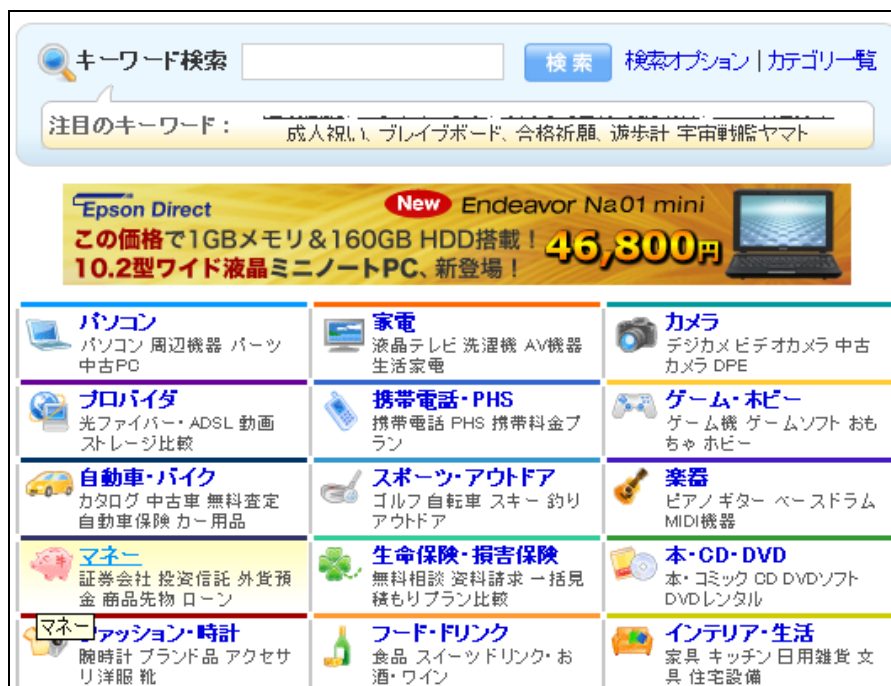 キーワード検索
検索
検索オプション | カテゴリ一覧
注目のキーワード：
成人祝い、ブレイブボード、合格祈願、遊歩計 宇宙戦艦ヤマト
Epson Direct
New Endeavor Na01 mini
この価格で1GBメモリ＆160GB HDD搭載！
46,800円
10.2型ワイド液晶ミニノートPC、新登場！
パソコン
パソコン 周辺機器 パーツ
中古PC
家電
液晶テレビ 洗濯機 AV機器
生活家電
カメラ
デジカメ ビデオカメラ 中古
カメラ DPE
プロバイダ
光ファイバー・ADSL 動画
ストレージ比較
携帯電話・PHS
携帯電話 PHS 携帯料金プ
ラン
ゲーム・ホビー
ゲーム機 ゲームソフト おも
ちゃ ホビー
自動車・バイク
カタログ 中古車 無料査定
自動車保険 カー用品
スポーツ・アウトドア
ゴルフ 自転車 スキー 釣り
アウトドア
楽器
ピアノ ギター ベース ドラム
MIDI機器
マネー
証券会社 投資信託 外貨預
金 商品先物 ローン
生命保険・損害保険
無料相談 資料請求 一括見
積もり プラン比較
本・CD・DVD
本・コミック CD DVDソフト
DVDレンタル
マネー
ファッション・時計
腕時計 ブランド品 アクセサ
リ 洋服 靴
フード・ドリンク
食品 スイーツ ドリンク・お
酒・ワイン
インテリア・生活
家具 キッチン 日用雑貨 文
具 住宅設備